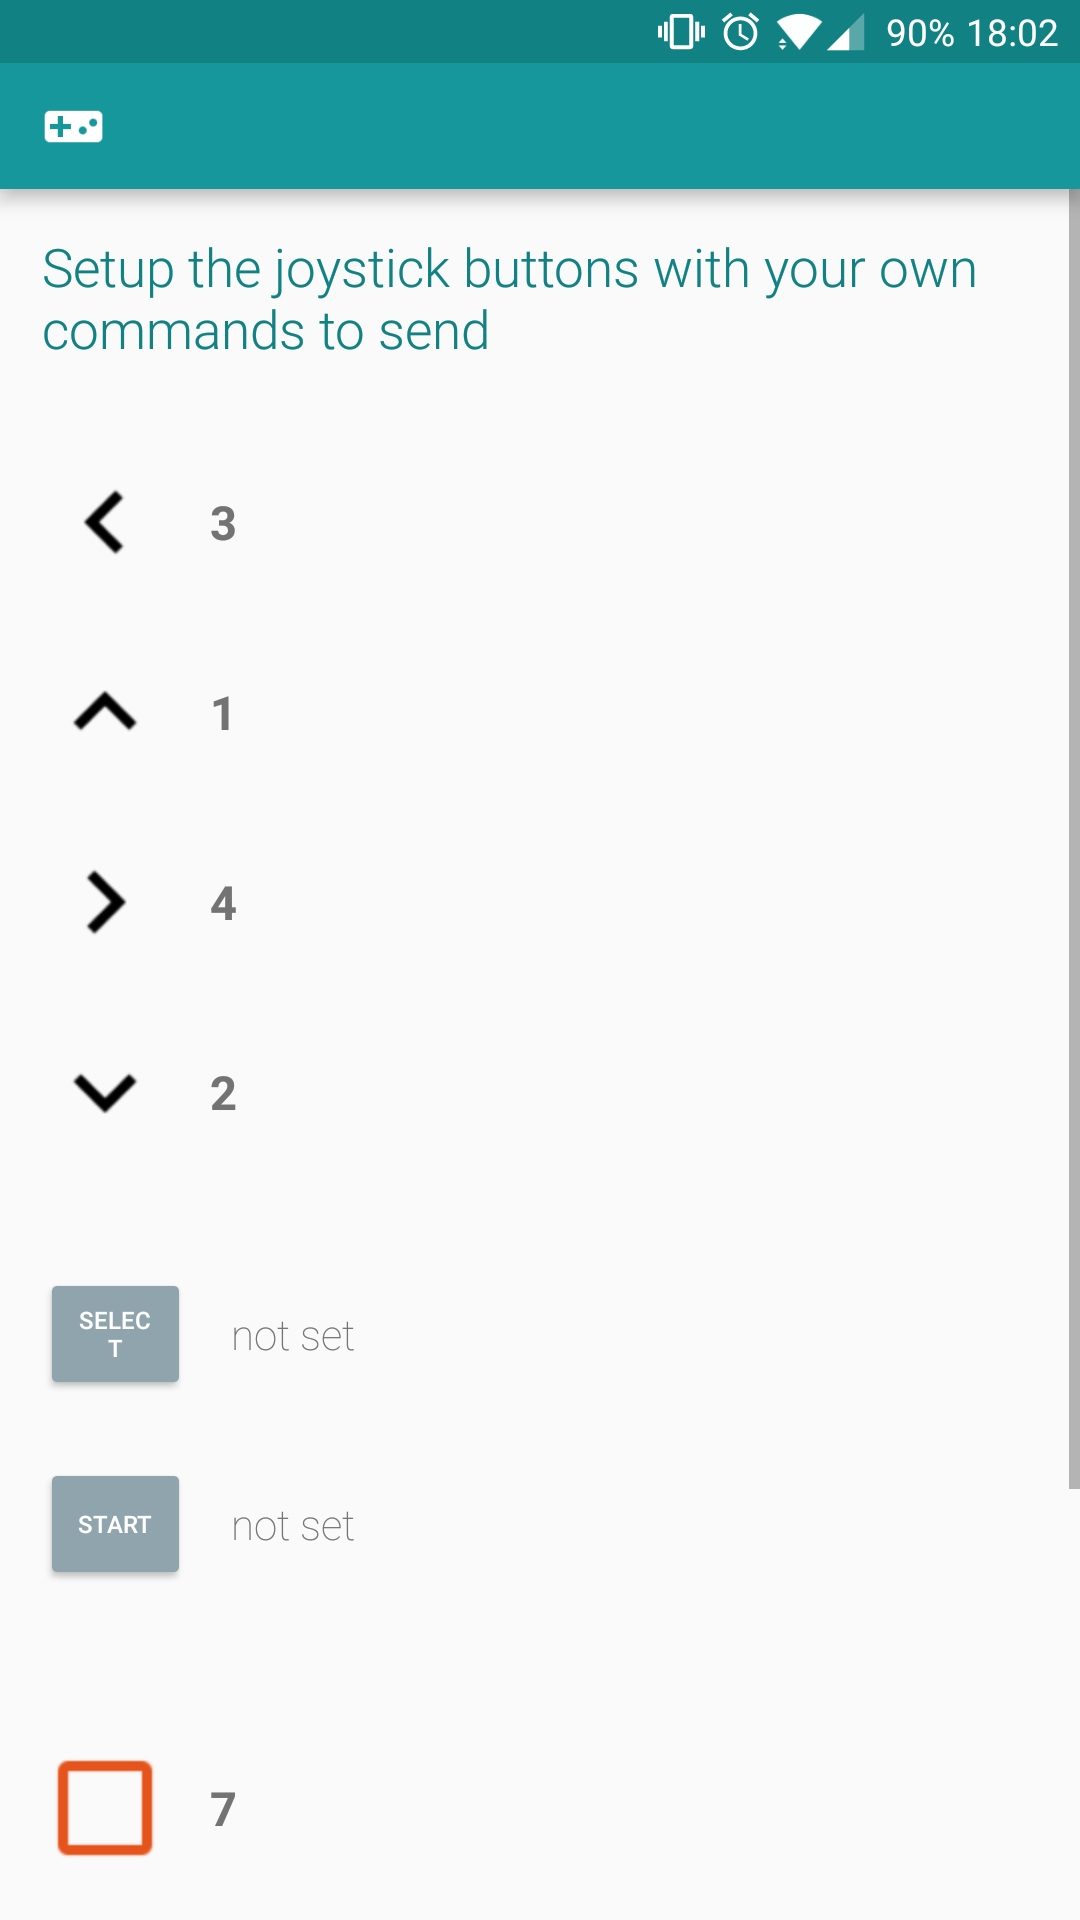 90% 18:02
Setup the joystick buttons with your own
commands to send
3
1
4
2
SELEC
T
not set
START
not set
7